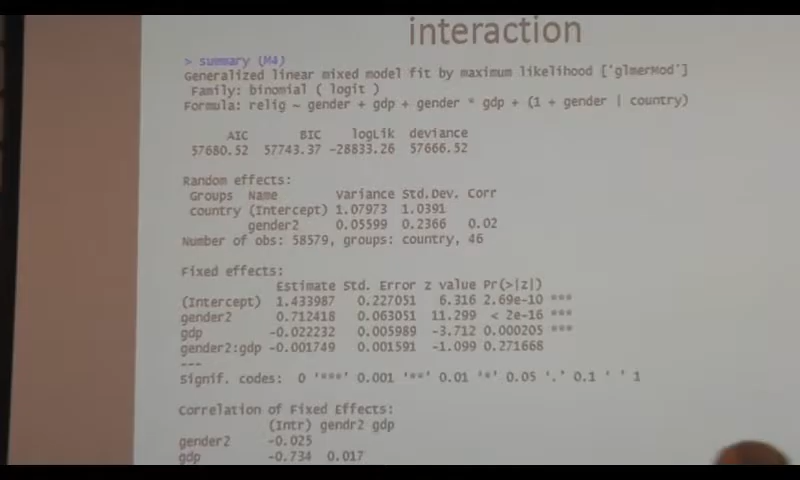 interaction
> summary (M4)
Generalized linear mixed model fit by maximum likelihood ['glmerMod']
Family: binomial ( logit )
Formula: relig ~ gender + gdp + gender * gdp + (1 + gender | country)
AIC BIC logLik deviance
57680.52 57743.37 -28833.26 57666.52
Random effects:
Groups Name Variance Std.Dev. Corr
country (Intercept) 1.07973 1.0391
gender2 0.05599 0.2366 0.02
Number of obs: 58579, groups: country, 46
Fixed effects:
Estimate Std. Error z value Pr(>|z|)
(Intercept) 1.433987 0.227051 6.316 2.69e-10 ***
gender2 0.712418 0.063051 11.299 < 2e-16 ***
gdp -0.022232 0.005989 -3.712 0.000205 ***
gender2:gdp -0.001749 0.001591 -1.099 0.271668
---
Signif. codes: 0 '***' 0.001 '**' 0.01 '*' 0.05 '.' 0.1 ' ' 1
Correlation of Fixed Effects:
(Intr) gendr2 gdp
gender2 -0.025
gdp -0.734 0.017